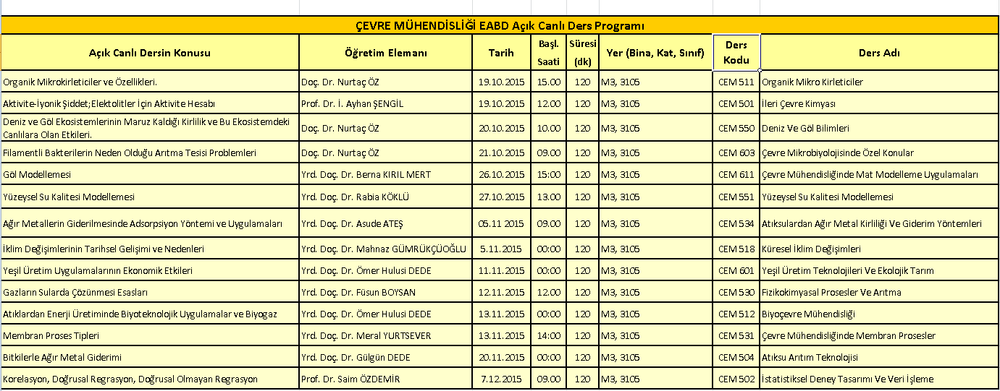 ÇEVRE MÜHENDİSLİĞİ EABD Açık Canlı Ders Programı
Açık Canlı Dersin Konusu Öğretim Elemanı Tarih Başl. Saati Süresi (dk) Yer (Bina, Kat, Sınıf) Ders Kodu Ders Adı
Organik Mikrokirleticiler ve Özellikleri. Doç. Dr. Nurtaç ÖZ 19.10.2015 15.00 120 M3, 3105 CEM 511 Organik Mikro Kirleticiler
Aktivite-İyonik Şiddet;Elektolitler İçin Aktivite Hesabı Prof. Dr. İ. Ayhan ŞENGİL 19.10.2015 12.00 120 M3, 3105 CEM 501 İleri Çevre Kimyası
Deniz ve Göl Ekosistemlerinin Maruz Kaldığı Kirlilik ve Bu Ekosistemdeki
Canlılara Olan Etkileri. Doç. Dr. Nurtaç ÖZ 20.10.2015 10.00 120 M3, 3105 CEM 550 Deniz Ve Göl Bilimleri
Filamentli Bakterilerin Neden Olduğu Arıtma Tesisi Problemleri Doç. Dr. Nurtaç ÖZ 21.10.2015 09.00 120 M3, 3105 CEM 603 Çevre Mikrobiyolojisinde Özel Konular
Göl Modellemesi Yrd. Doç. Dr. Berna KIRIL MERT 26.10.2015 15:00 120 M3, 3105 CEM 611 Çevre Mühendisliğinde Mat Modelleme Uygulamaları
Yüzeysel Su Kalitesi Modellemesi Yrd. Doç. Dr. Rabia KÖKLÜ 27.10.2015 13.00 120 M3, 3105 CEM 551 Yüzeysel Su Kalitesi Modellemesi
Ağır Metallerin Giderilmesinde Adsorpsiyon Yöntemi ve Uygulamaları Yrd. Doç. Dr. Asude ATEŞ 05.11 2015 09.00 120 M3, 3105 CEM 534 Atıksulardan Ağır Metal Kirliliği Ve Giderim Yöntemleri
İklim Değişimlerinin Tarihsel Gelişimi ve Nedenleri Yrd. Doç. Dr. Mahnaz GÜMRÜKÇÜOĞLU 5.11.2015 00:00 120 M3, 3105 CEM 518 Küresel İklim Değişimleri
Yeşil Üretim Uygulamalarının Ekonomik Etkileri Yrd. Doç. Dr. Ömer Hulusi DEDE 11.11.2015 00:00 120 M3, 3105 CEM 601 Yeşil Üretim Teknolojileri Ve Ekolojik Tarım
Gazların Sularda Çözünmesi Esasları Yrd. Doç. Dr. Füsun BOYSAN 12.11.2015 12.00 120 M3, 3105 CEM 530 Fizikokimyasal Prosesler Ve Arıtma
Atıklardan Enerji Üretiminde Biyoteknolojik Uygulamalar ve Biyogaz Yrd. Doç. Dr. Ömer Hulusi DEDE 13.11.2015 00:00 120 M3, 3105 CEM 512 Biyoçevre Mühendisliği
Membran Proses Tipleri Yrd. Doç. Dr. Meral YURTSEVER 13.11.2015 14:00 120 M3, 3105 CEM 531 Çevre Mühendisliğinde Membran Prosesler
Bitkilerle Ağır Metal Giderimi Yrd. Doç. Dr. Gülgün DEDE 20.11.2015 00:00 120 M3, 3105 CEM 504 Atıksu Arıtım Teknolojisi
Korelasyon, Doğrusal Regrasyon, Doğrusal Olmayan Regrasyon Prof. Dr. Saim ÖZDEMİR 7.12.2015 09.00 120 M3, 3105 CEM 502 İstatistiksel Deney Tasarımı Ve Veri İşleme